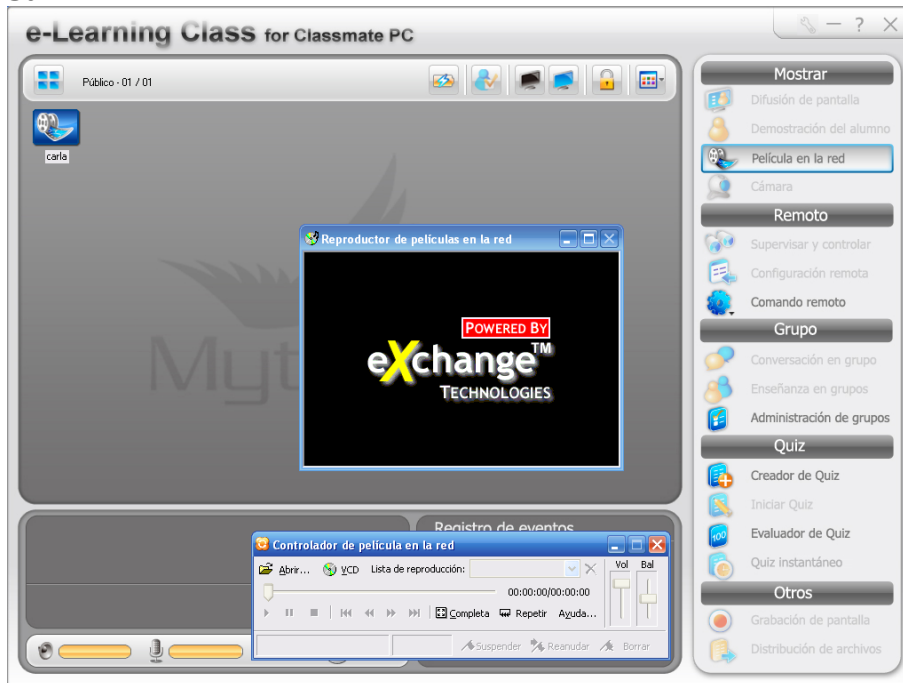 e-Learning Class for Classmate PC
Público - 01 / 01
carla
Reproductor de películas en la red
POWERED BY
eXchange™
TECHNOLOGIES
Registro de eventos
Controlador de película en la red
Abrir... VCD Lista de reproducción:
Vol Bal
00:00:00/00:00:00
Completa Repetir Ayuda...
Suspender Reanudar Borrar
Mostrar
Difusión de pantalla
Demostración del alumno
Película en la red
Cámara
Remoto
Supervisar y controlar
Configuración remota
Comando remoto
Grupo
Conversación en grupo
Enseñanza en grupos
Administración de grupos
Quiz
Creador de Quiz
Iniciar Quiz
100
Evaluador de Quiz
Quiz instantáneo
Otros
Grabación de pantalla
Distribución de archivos